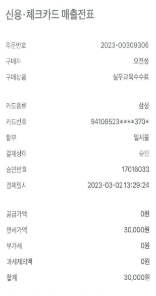 신용·체크카드 매출전표
주문번호 2023-00309306
구매자 오진성
구매상품 실무교육수수료
카드종류 삼성
카드번호 94108523****370*
할부 일시불
결제상태 승인
승인번호 17016033
결제일시 2023-03-02 13:29:24
공급가액 0원
면세가액 30,000원
부가세 0원
과세제외액 0원
합계 30,000원